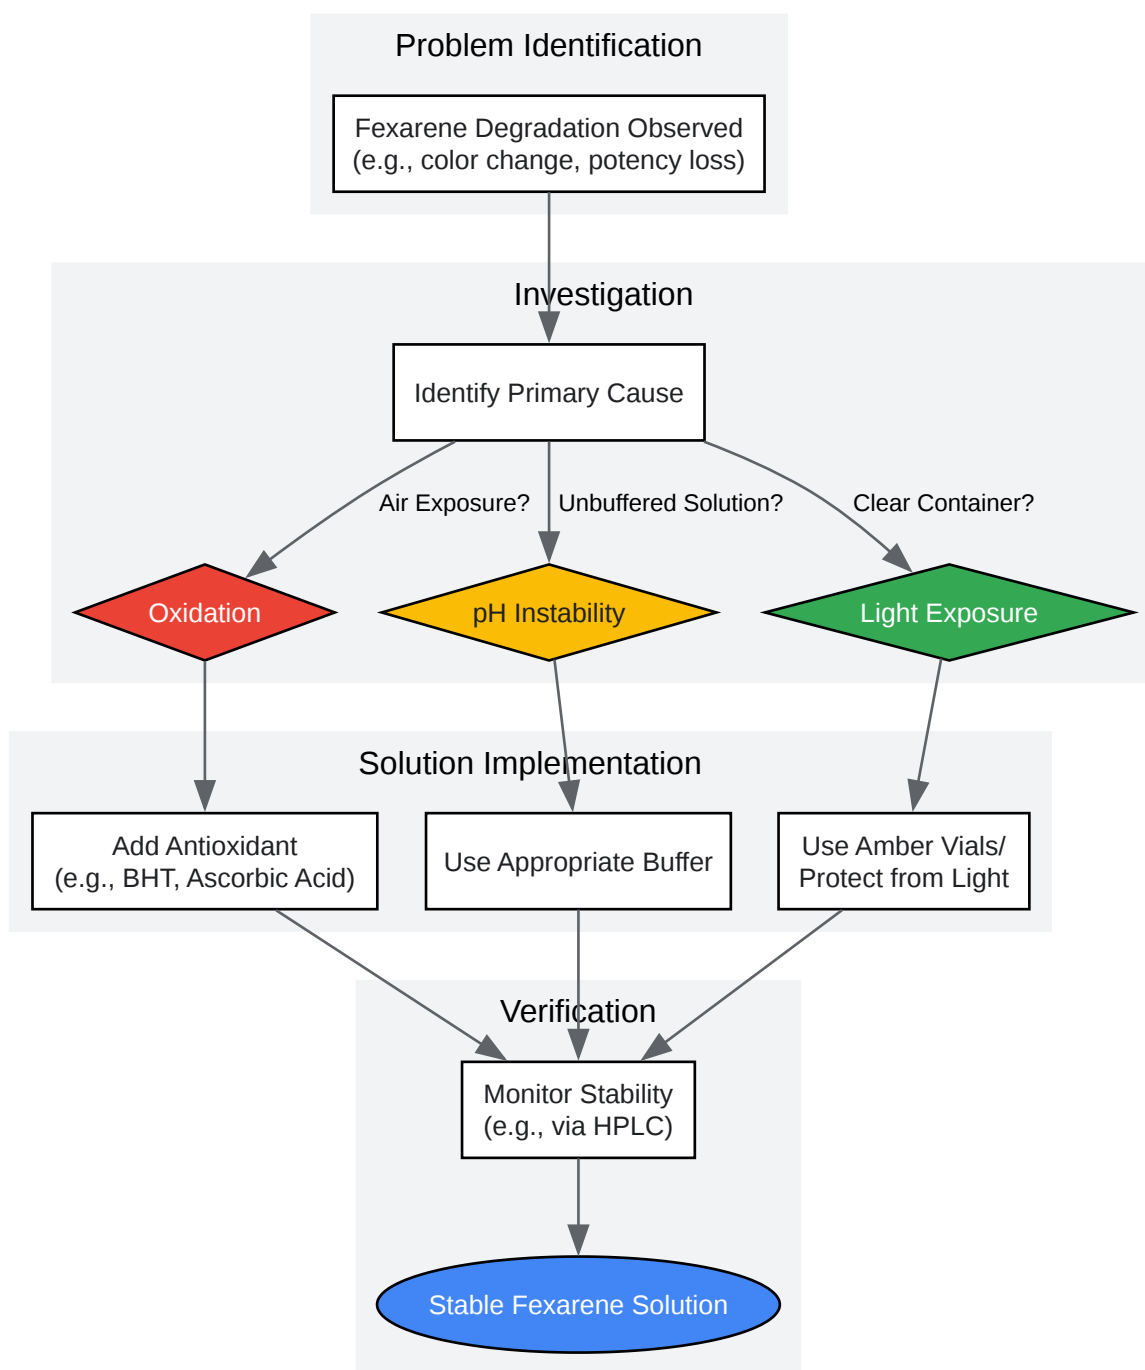 Problem Identification
Fexarene Degradation Observed
(e.g., color change, potency loss)
Investigation
Identify Primary Cause
Air Exposure?
Unbuffered Solution?
Clear Container?
Oxidation
pH Instability
Light Exposure
Solution Implementation
Add Antioxidant
(e.g., BHT, Ascorbic Acid)
Use Appropriate Buffer
Use Amber Vials/
Protect from Light
Verification
Monitor Stability
(e.g., via HPLC)
Stable Fexarene Solution